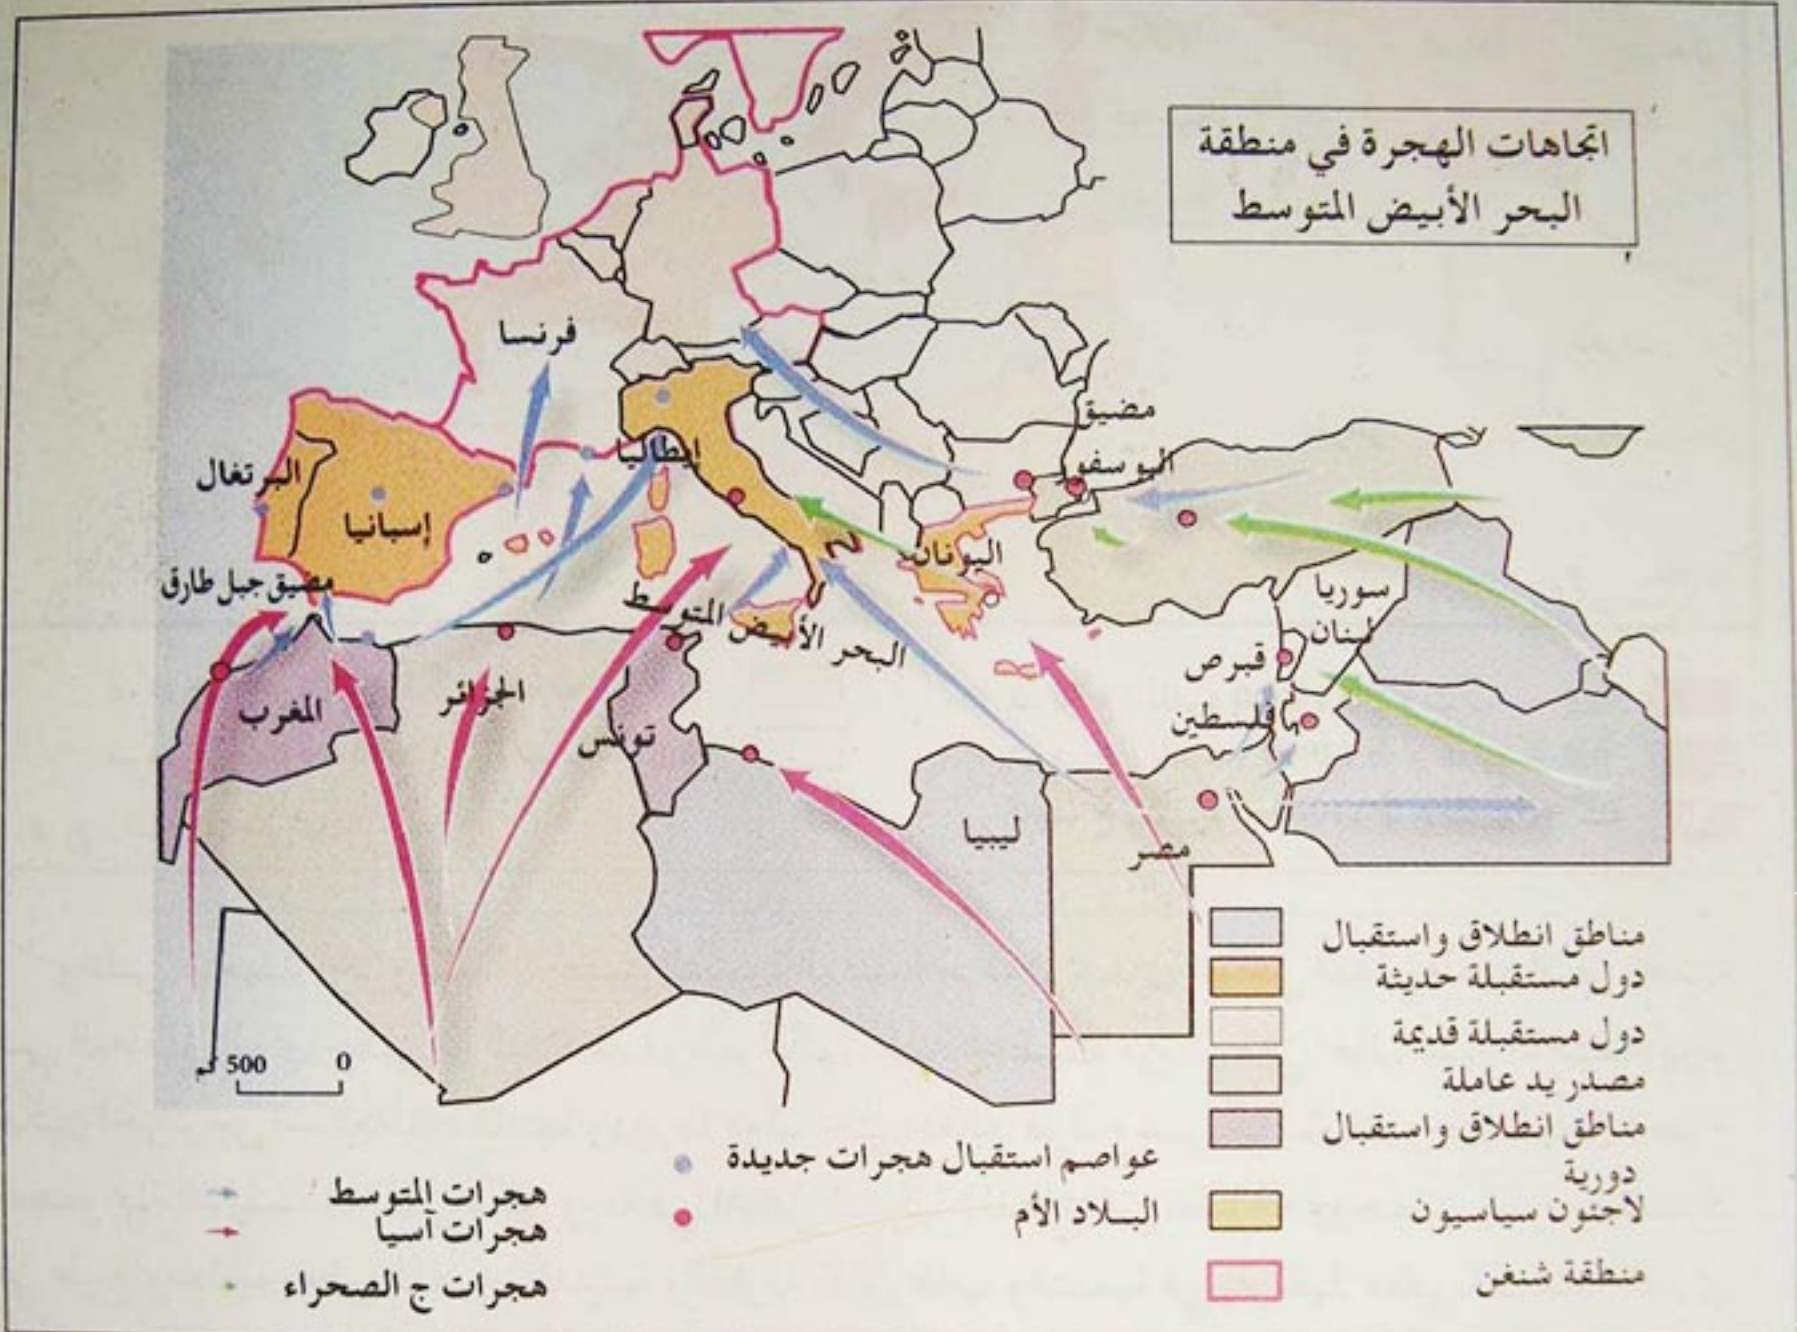 اتجاهات الهجرة في منطقة
البحر الأبيض المتوسط
فرنسا
مضيق
البوسفو
إيطاليا
البرتغال
إسبانيا
اليونان
مضيق جبل طارق
سوريا
لبنان
البحر الأبيض المتوسط
قبرص
المغرب
الجزائر
تونس
فلسطين
ليبيا
مصر
500 كم 0
مناطق انطلاق واستقبال
دول مستقبلة حديثة
دول مستقبلة قديمة
مصدر يد عاملة
مناطق انطلاق واستقبال
دورية
لاجئون سياسيون
منطقة شنغن
عواصم استقبال هجرات جديدة
البلاد الأم
هجرات المتوسط
هجرات آسيا
هجرات ج الصحراء